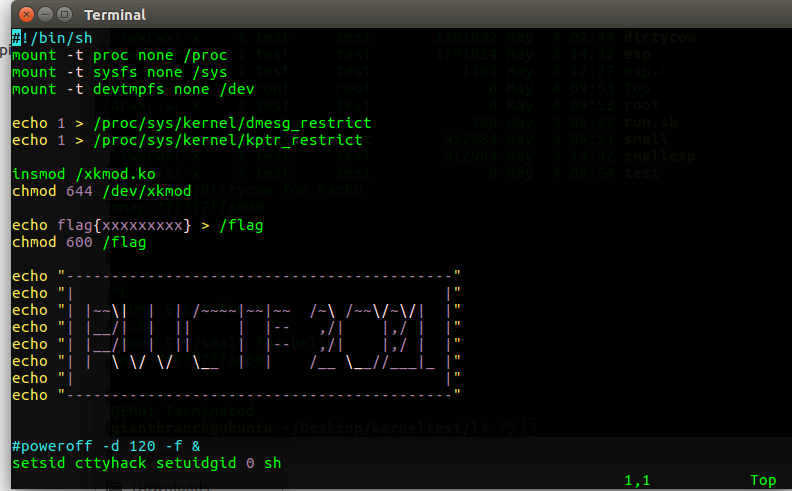 Terminal
#!/bin/sh
mount -t proc none /proc
mount -t sysfs none /sys
mount -t devtmpfs none /dev
echo 1 > /proc/sys/kernel/dmesg_restrict
echo 1 > /proc/sys/kernel/kptr_restrict
insmod /xkmod.ko
chmod 644 /dev/xkmod
echo flag{xxxxxxxxx} > /flag
chmod 600 /flag
echo "-------------------------------------------"
echo "|                                         |"
echo "| |~~\|  |  | /~~~~|~~|~~  /~\ /~~\/~\/|  |"
echo "| |__/|  |  ||     |  |--   ,/|    |,/ |  |"
echo "| |__/|  |  ||     |  |--   ,/|    |,/ |  |"
echo "| |  \ \/ \/  \_  |  |    /__ \__//___|_ |"
echo "|                                         |"
echo "-------------------------------------------"
#poweroff -d 120 -f &
setsid cttyhack setuidgid 0 sh
1,1 Top